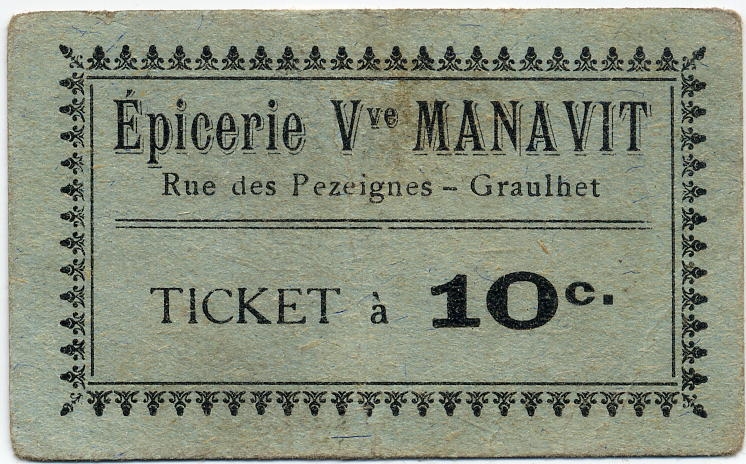 Épicerie Vve MANAVIT
Rue des Pezeignes – Graulhet
TICKET à 10c.